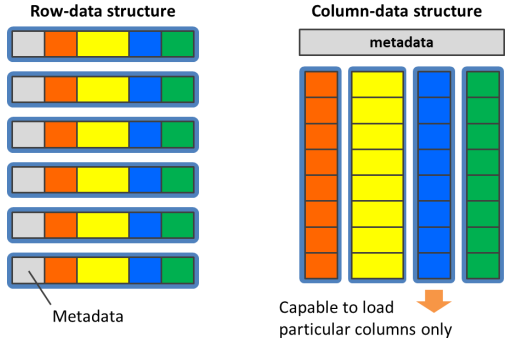 Row-data structure
Column-data structure
metadata
Metadata
Capable to load
particular columns only